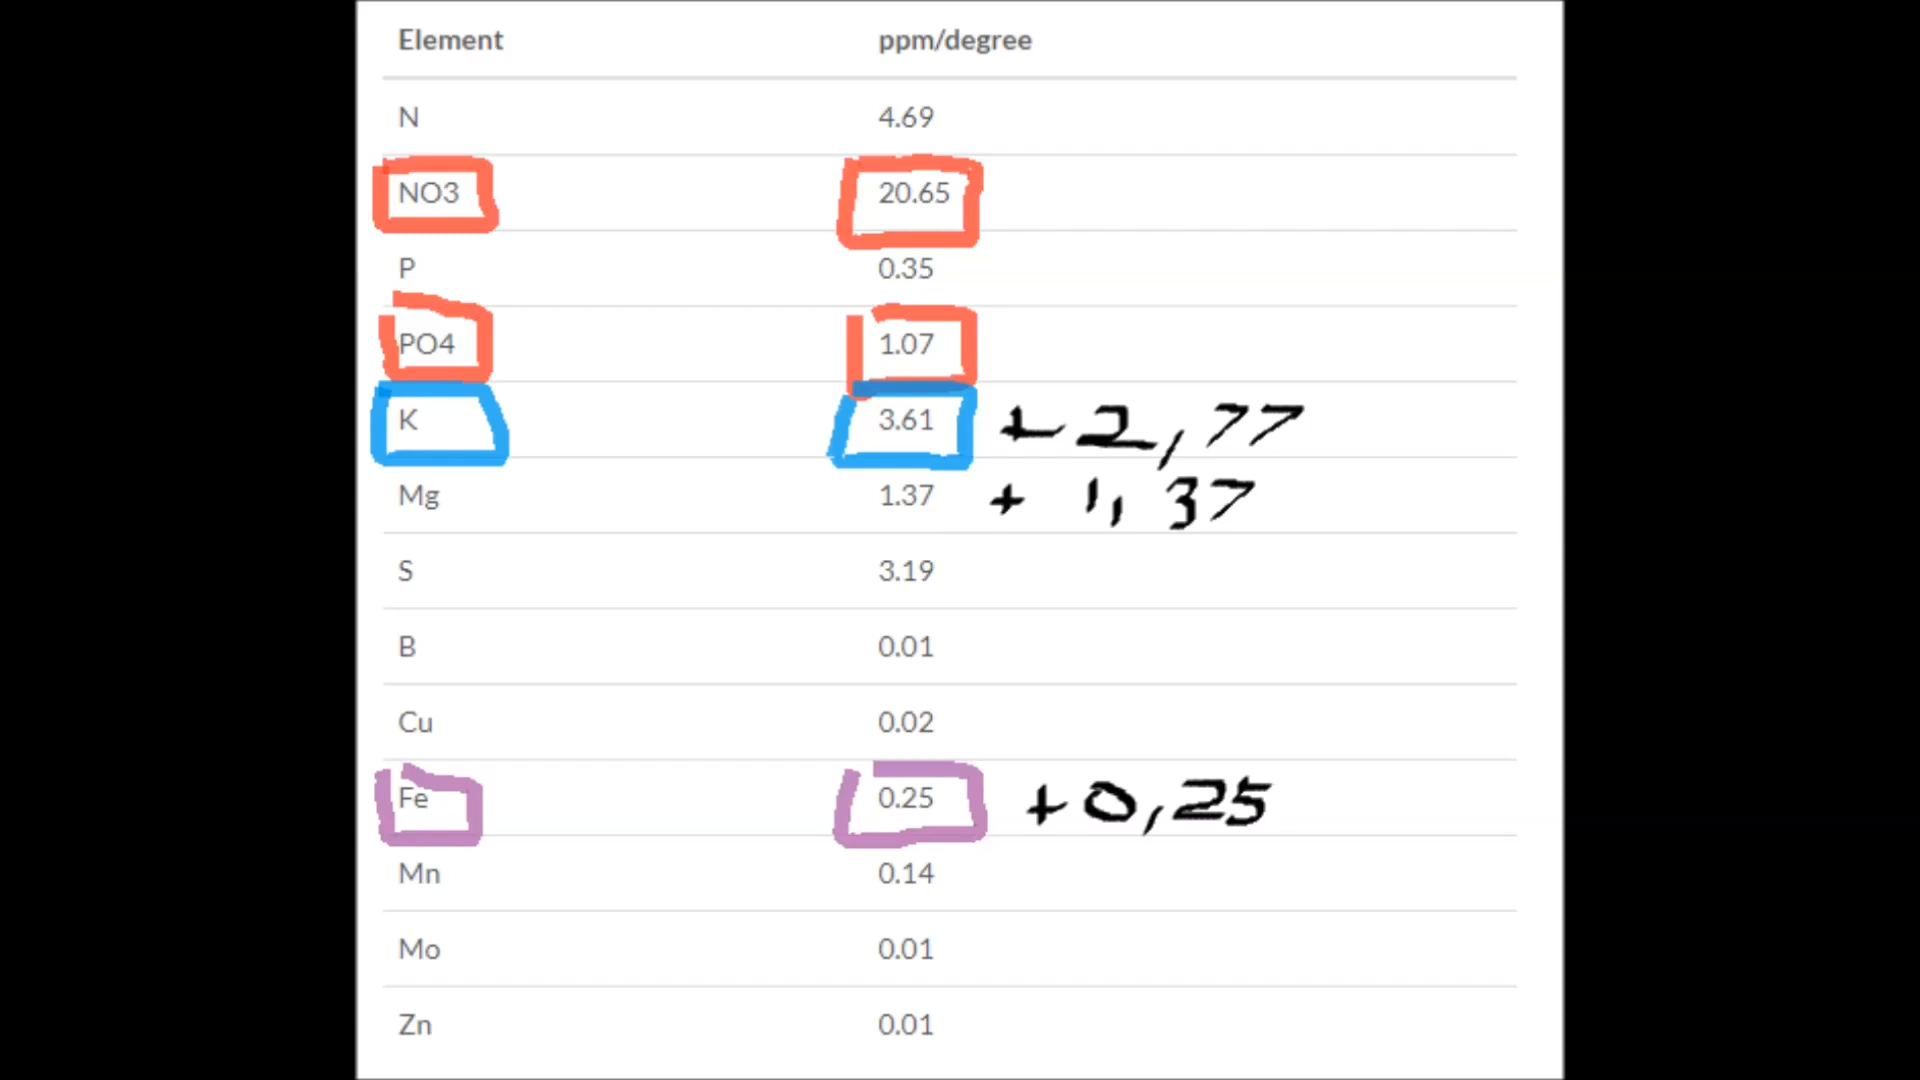 Element ppm/degree
N 4.69
NO3 20.65
P 0.35
PO4 1.07
K 3.61 + 2,77
Mg 1.37 + 1,37
S 3.19
B 0.01
Cu 0.02
Fe 0.25 + 0,25
Mn 0.14
Mo 0.01
Zn 0.01